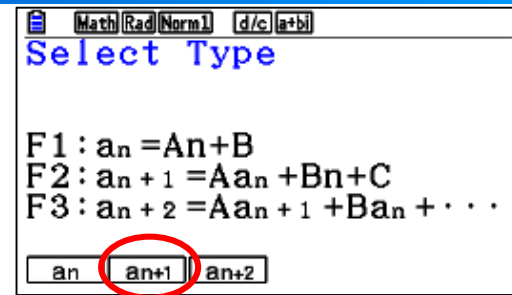 Math Rad Norm1 d/c a+bi
Select Type
F1:an=An+B
F2:an+1=Aan+Bn+C
F3:an+2=Aan+1+Ban+···
an an+1 an+2